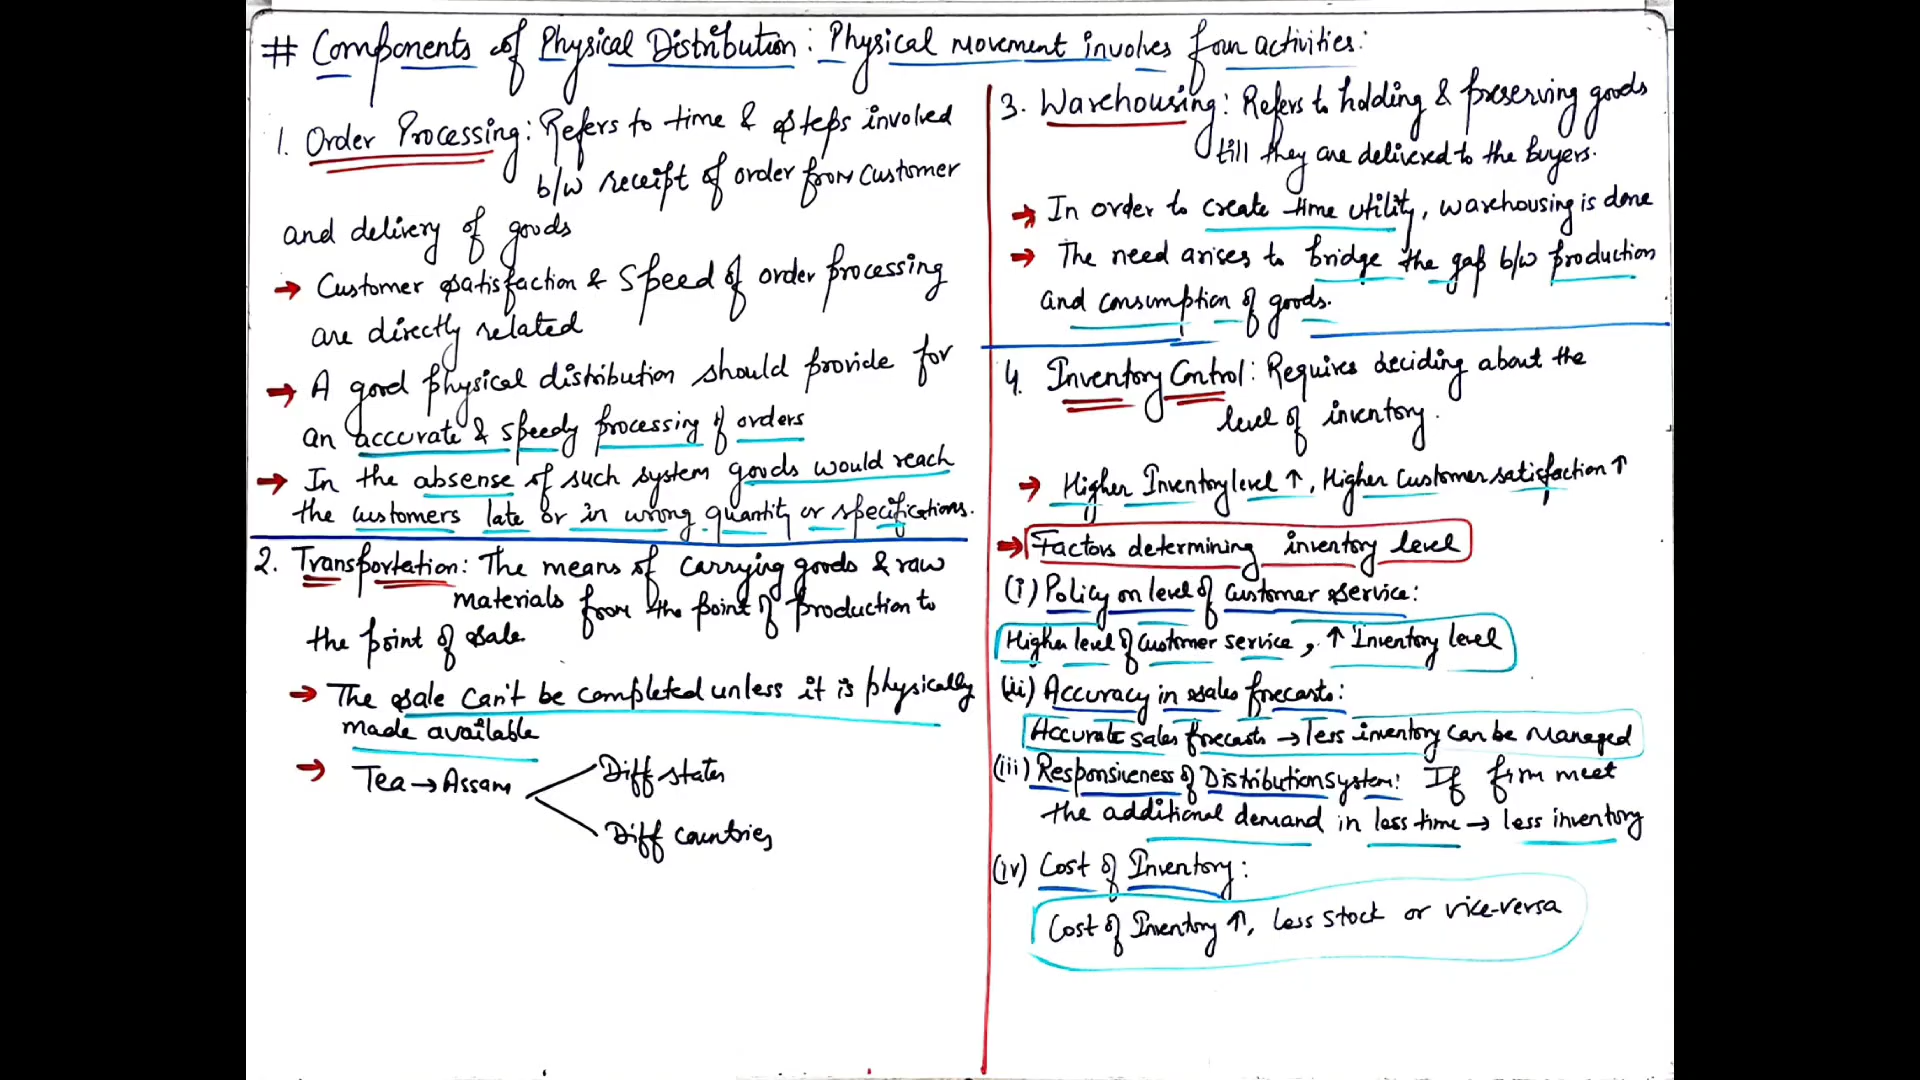 # Components of Physical Distribution: Physical movement involves four activities:
1. Order Processing: Refers to time & steps involved
b/w receipt of order from customer
and delivery of goods
→ Customer satisfaction & Speed of order processing
are directly related
→ A good physical distribution should provide for
an accurate & speedy processing of orders
→ In the absense of such system goods would reach
the customers late or in wrong quantity or specifications.
2. Transportation: The means of carrying goods & raw
materials from the point of production to
the point of sale
→ The sale can't be completed unless it is physically
made available
→ Tea → Assam
Diff states
Diff countries
3. Warehousing: Refers to holding & preserving goods
till they are delivered to the buyers.
→ In order to create time utility, warehousing is done
→ The need arises to bridge the gap b/w production
and consumption of goods.
4. Inventory Control: Requires deciding about the
level of inventory.
→ Higher Inventory level ↑, Higher Customer satisfaction ↑
→ Factors determining inventory level
(i) Policy on level of customer service:
Higher level of customer service, ↑ Inventory level
(ii) Accuracy in sales forecasts:
Accurate sales forecasts → less inventory can be managed
(iii) Responsiveness of Distribution system: If firm meet
the additional demand in less time → less inventory
(iv) Cost of Inventory:
Cost of Inventory ↑, less stock or vice-versa